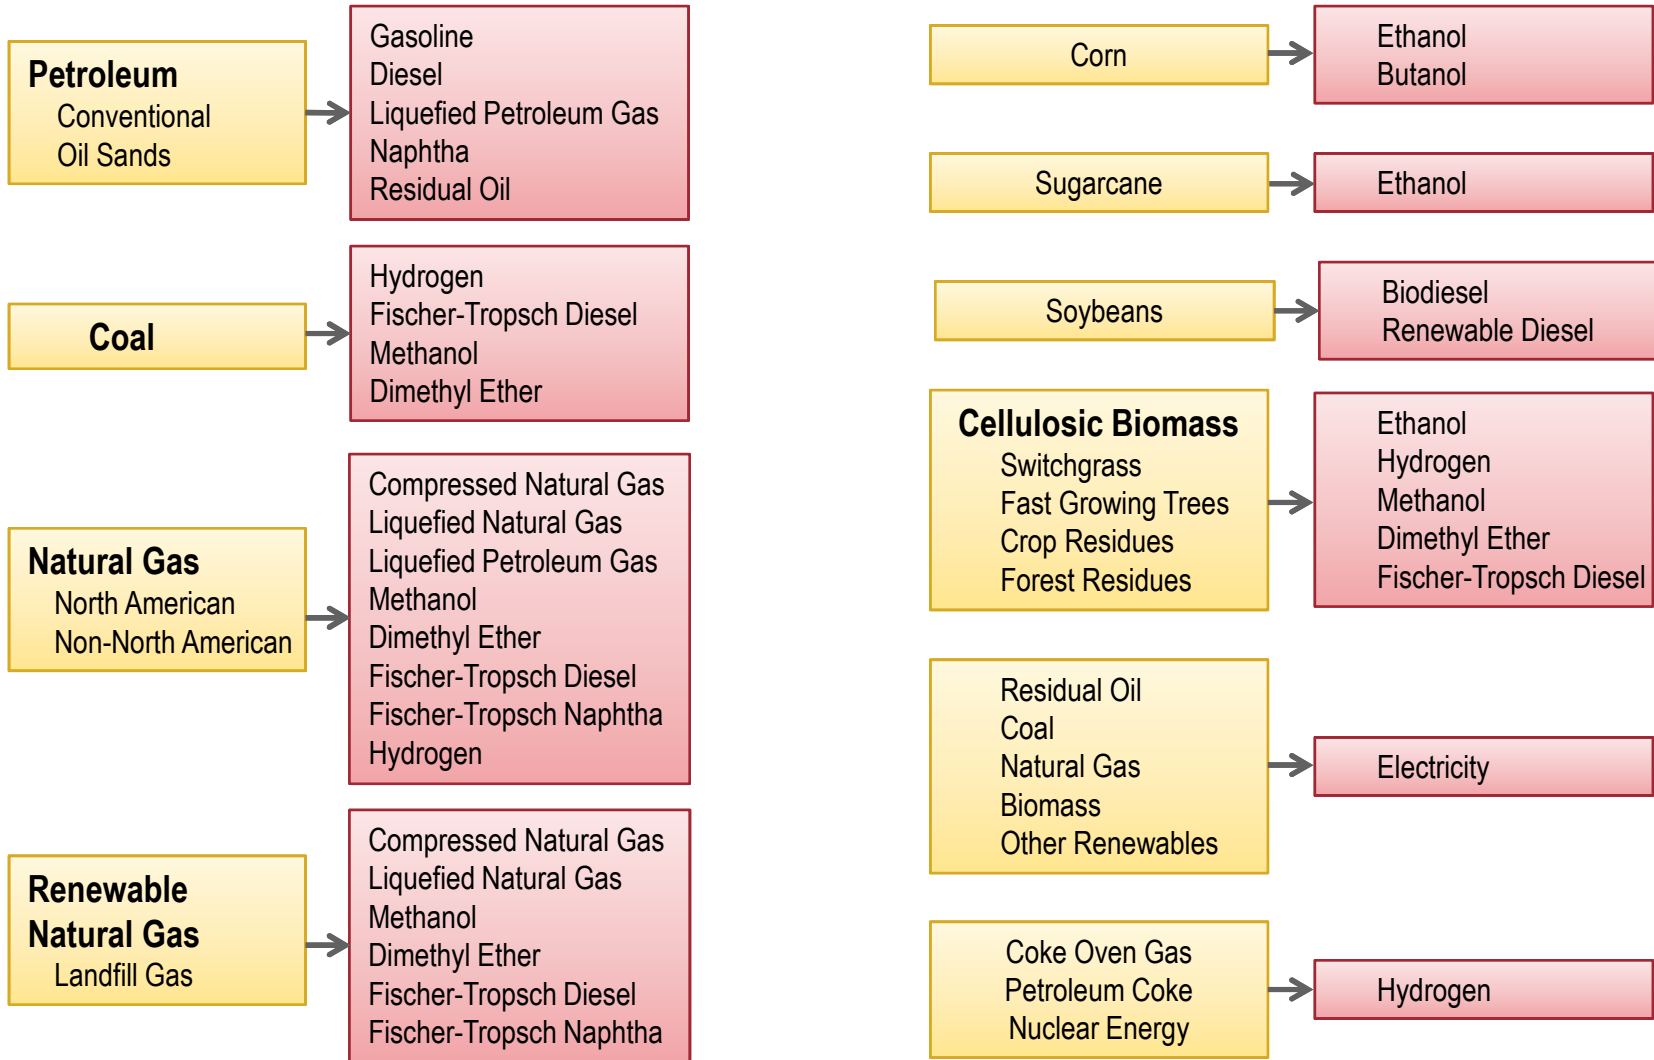 Petroleum
Conventional
Oil Sands
Gasoline
Diesel
Liquefied Petroleum Gas
Naphtha
Residual Oil
Coal
Hydrogen
Fischer-Tropsch Diesel
Methanol
Dimethyl Ether
Natural Gas
North American
Non-North American
Compressed Natural Gas
Liquefied Natural Gas
Liquefied Petroleum Gas
Methanol
Dimethyl Ether
Fischer-Tropsch Diesel
Fischer-Tropsch Naphtha
Hydrogen
Renewable
Natural Gas
Landfill Gas
Compressed Natural Gas
Liquefied Natural Gas
Methanol
Dimethyl Ether
Fischer-Tropsch Diesel
Fischer-Tropsch Naphtha
Corn
Ethanol
Butanol
Sugarcane
Ethanol
Soybeans
Biodiesel
Renewable Diesel
Cellulosic Biomass
Switchgrass
Fast Growing Trees
Crop Residues
Forest Residues
Ethanol
Hydrogen
Methanol
Dimethyl Ether
Fischer-Tropsch Diesel
Residual Oil
Coal
Natural Gas
Biomass
Other Renewables
Electricity
Coke Oven Gas
Petroleum Coke
Nuclear Energy
Hydrogen